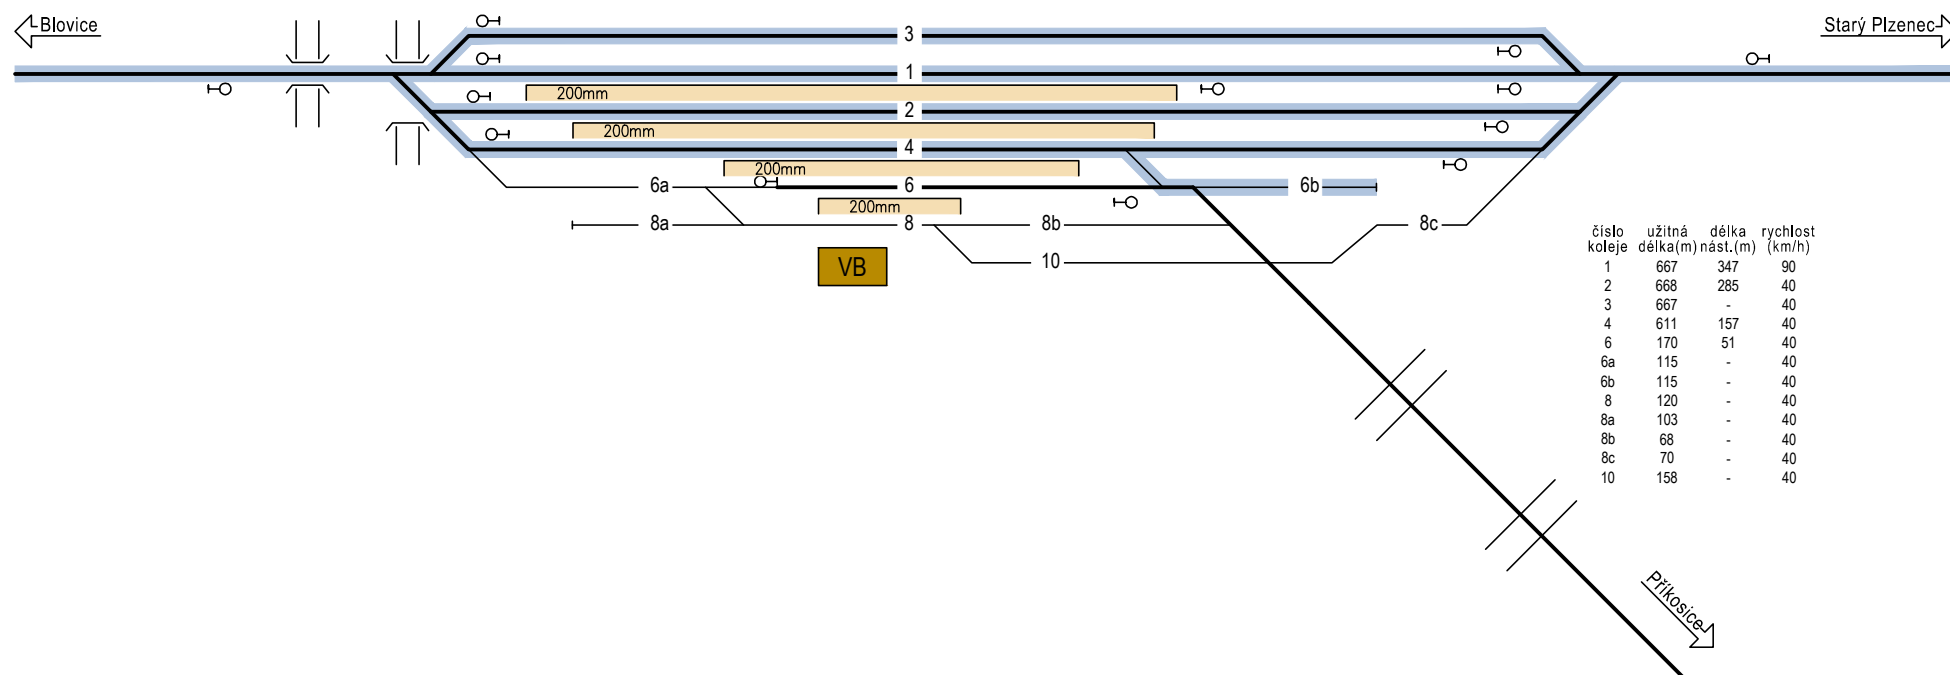 Blovice
Starý Plzenec
3
1
200mm
2
200mm
4
200mm
6a
6
6b
200mm
8a
8
8b
8c
10
VB
číslo koleje užitná délka(m) délka nást.(m) rychlost (km/h)
1 667 347 90
2 668 285 40
3 667 - 40
4 611 157 40
6 170 51 40
6a 115 - 40
6b 115 - 40
8 120 - 40
8a 103 - 40
8b 68 - 40
8c 70 - 40
10 158 - 40
Příkosice